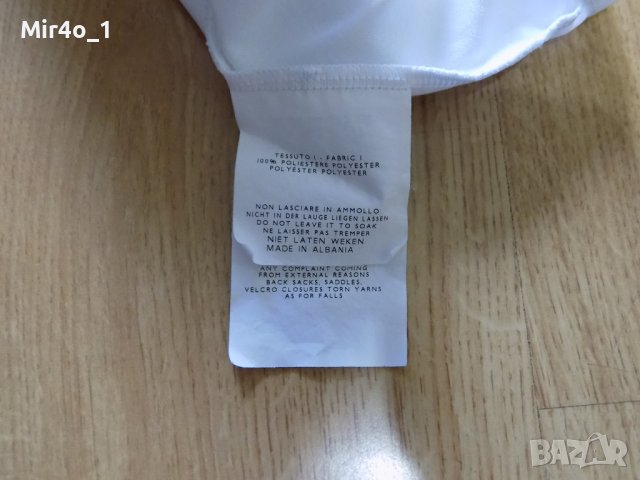 Mir4o_1
TESSUTO 1 - FABRIC 1
100% POLIESTERE POLYESTER
POLYESTER POLYESTER
NON LASCIARE IN AMMOLLO
NICHT IN DER LAUGE LIEGEN LASSEN
DO NOT LEAVE IT TO SOAK
NE LAISSER PAS TREMPER
NIET LATEN WEKEN
MADE IN ALBANIA
ANY COMPLAINT COMING
FROM EXTERNAL REASONS
BACK SACKS, SADDLES,
VELCRO CLOSURES TORN YARNS
AS FOR FALLS
BAZAR